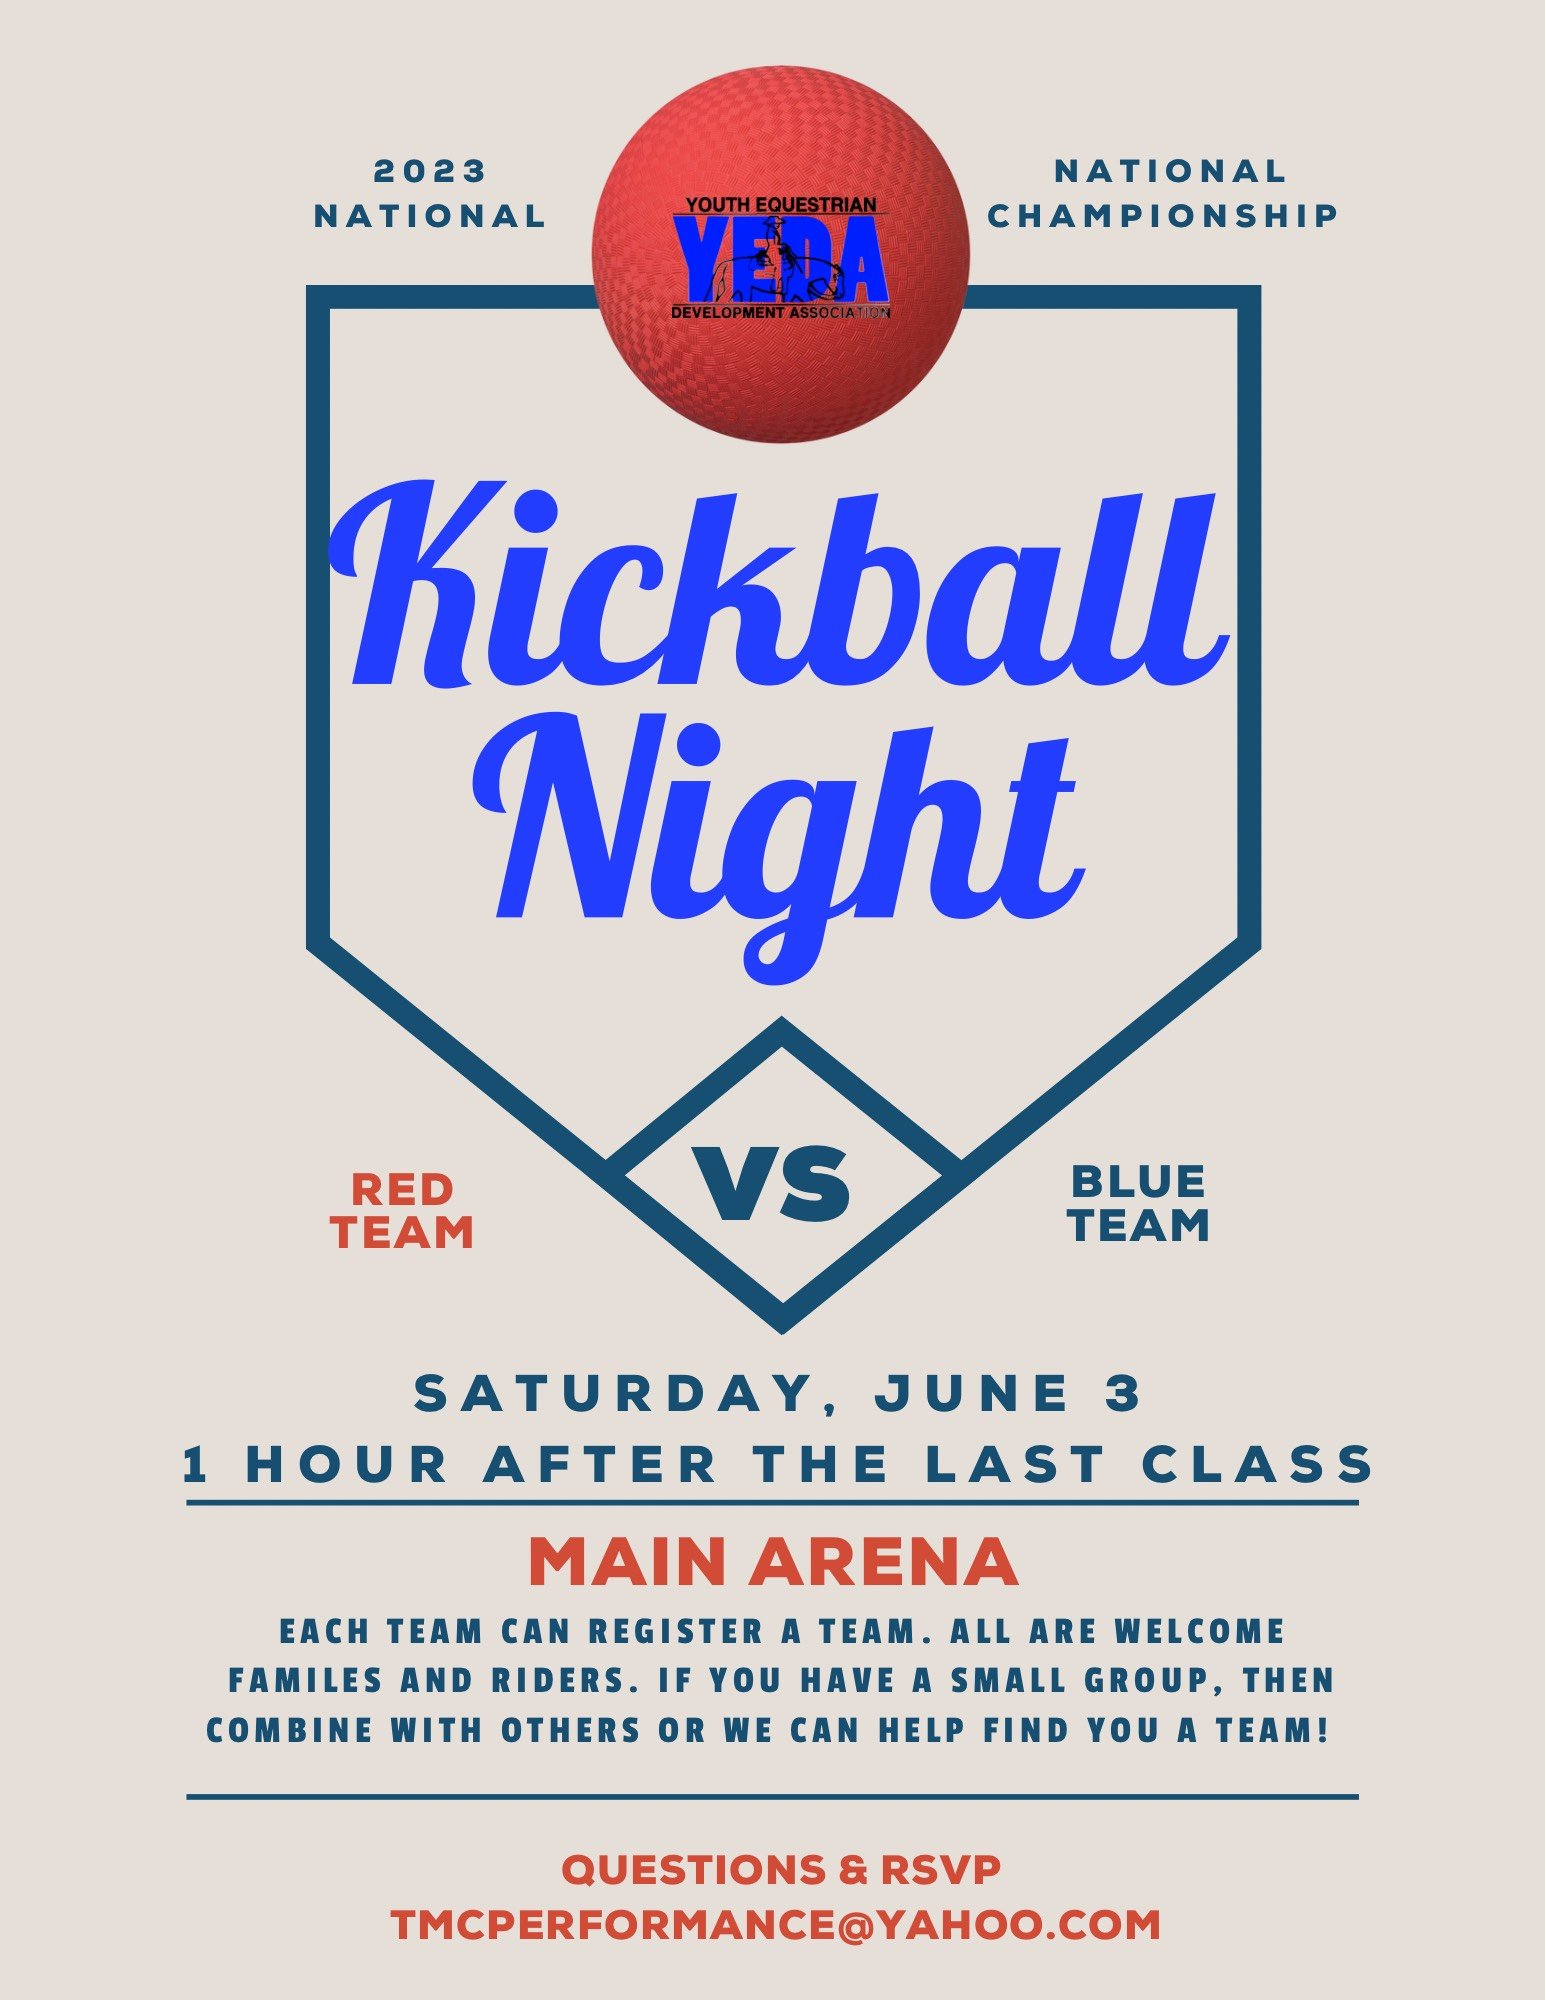 2023
NATIONAL
NATIONAL
CHAMPIONSHIP
YOUTH EQUESTRIAN
YEDA
DEVELOPMENT ASSOCIATION
Kickball
Night
VS
RED
TEAM
BLUE
TEAM
SATURDAY, JUNE 3
1 HOUR AFTER THE LAST CLASS
MAIN ARENA
EACH TEAM CAN REGISTER A TEAM. ALL ARE WELCOME
FAMILES AND RIDERS. IF YOU HAVE A SMALL GROUP, THEN
COMBINE WITH OTHERS OR WE CAN HELP FIND YOU A TEAM!
QUESTIONS & RSVP
TMCPERFORMANCE@YAHOO.COM